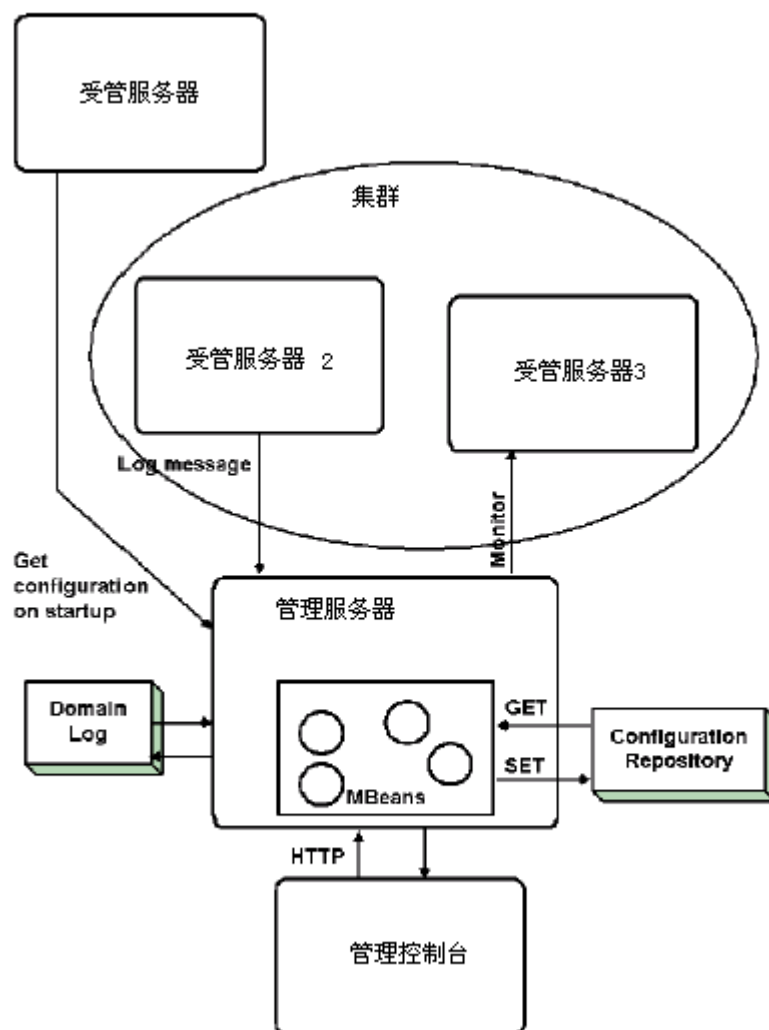 受管服务器
集群
受管服务器 2
受管服务器3
Log message
Monitor
Get
configuration
on startup
管理服务器
Domain
Log
GET
SET
Configuration
Repository
MBeans
HTTP
管理控制台